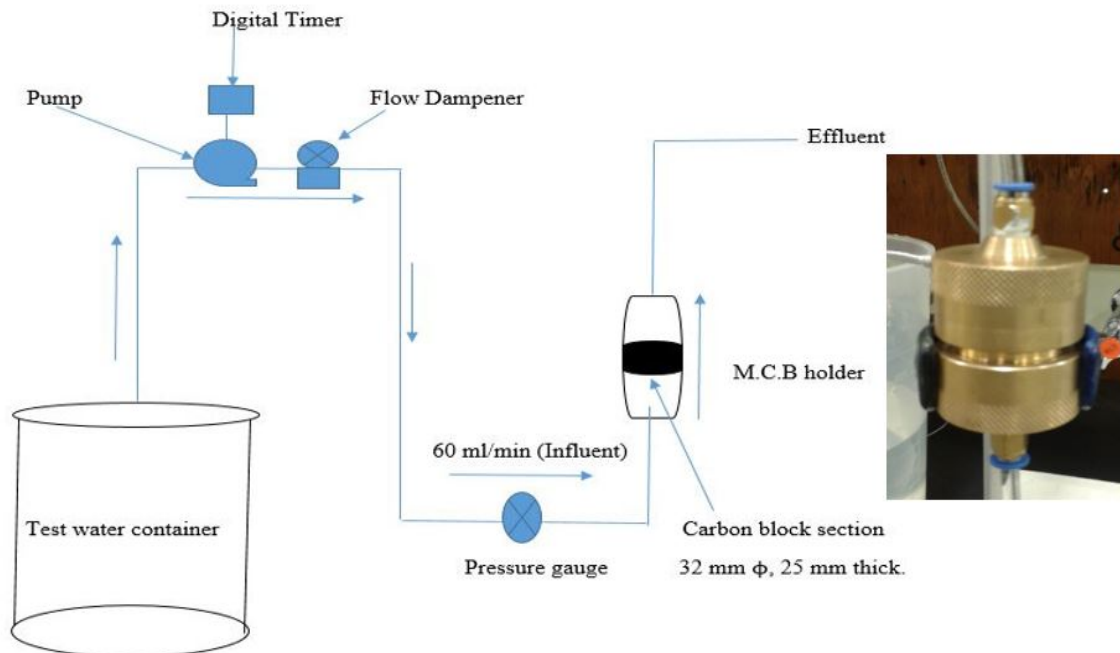 Digital Timer
Pump
Flow Dampener
Effluent
M.C.B holder
60 ml/min (Influent)
Test water container
Carbon block section
Pressure gauge
32 mm ϕ, 25 mm thick.